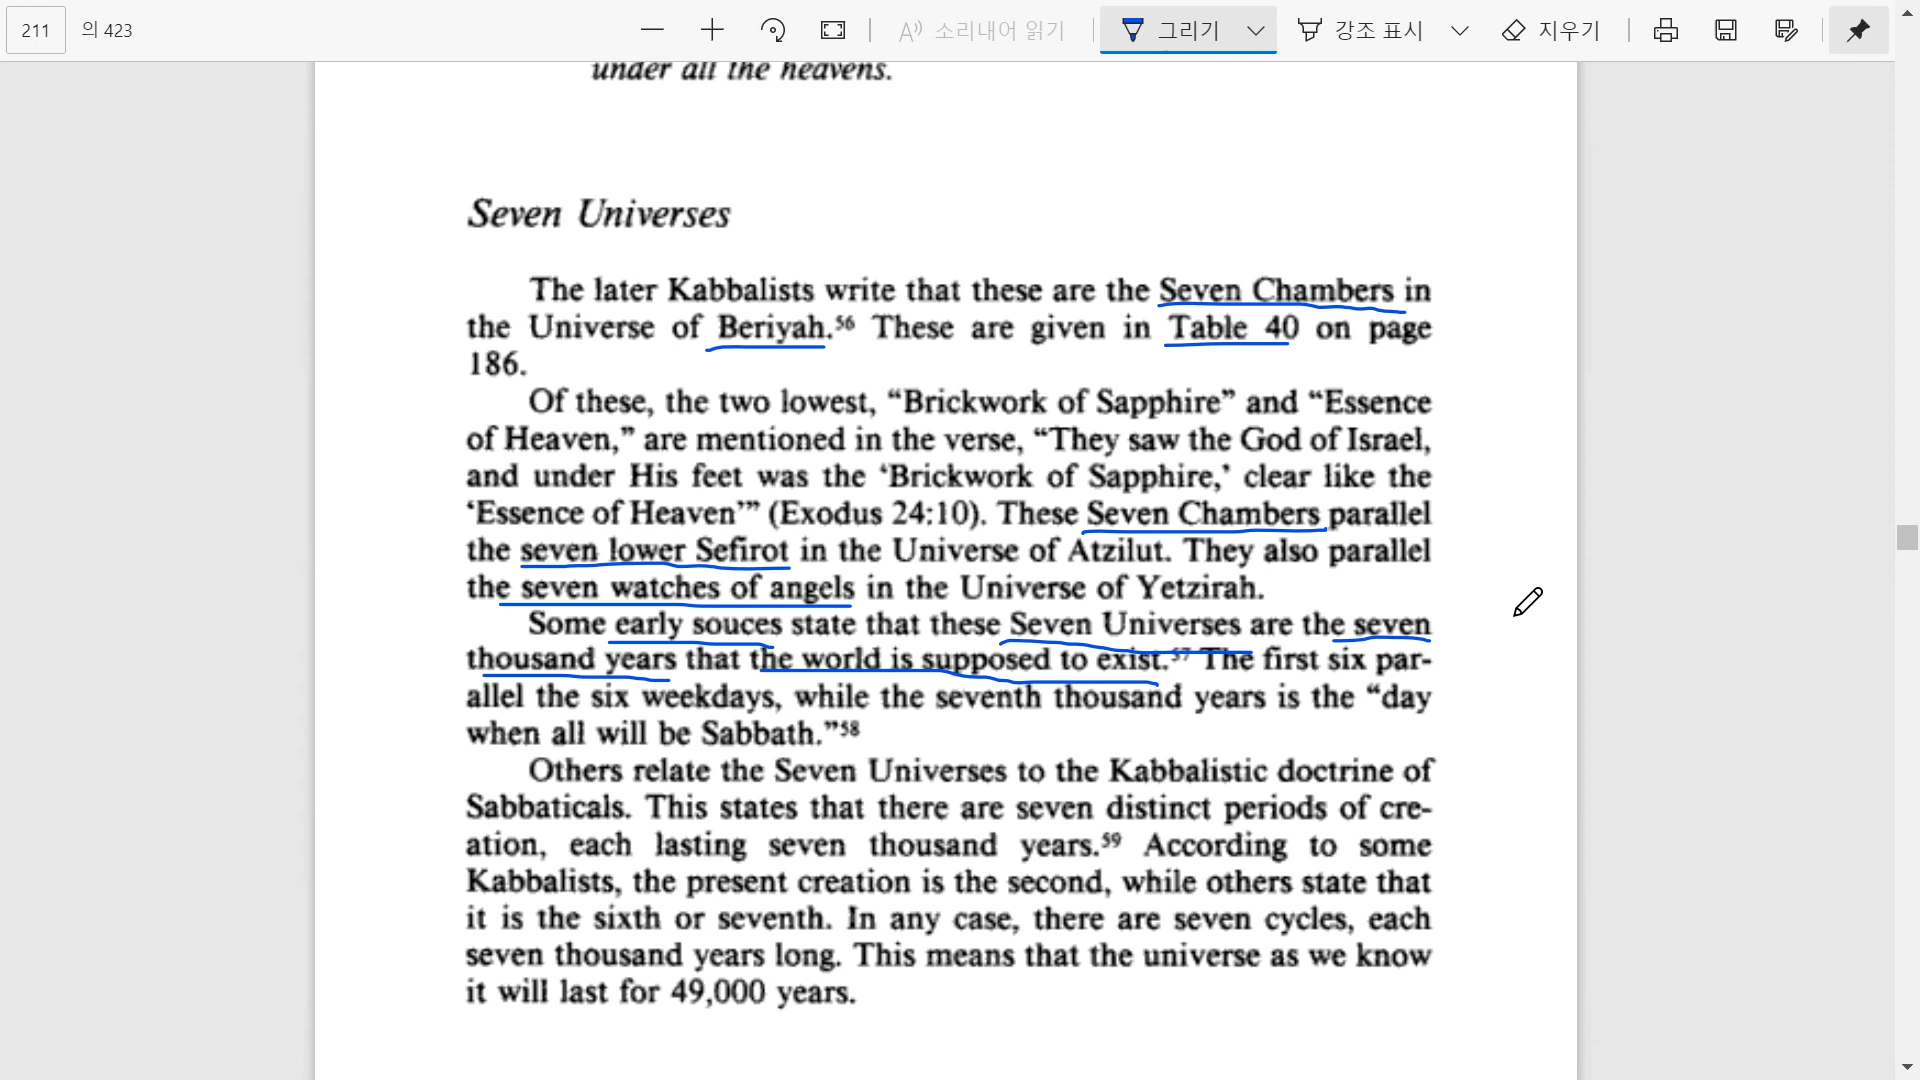 211 의 423 A 소리내어 읽기 그리기 강조 표시 지우기
under all the heavens.
Seven Universes
The later Kabbalists write that these are the Seven Chambers in
the Universe of Beriyah.⁵⁶ These are given in Table 40 on page
186.
Of these, the two lowest, “Brickwork of Sapphire” and “Essence
of Heaven,” are mentioned in the verse, “They saw the God of Israel,
and under His feet was the ‘Brickwork of Sapphire,’ clear like the
‘Essence of Heaven’” (Exodus 24:10). These Seven Chambers parallel
the seven lower Sefirot in the Universe of Atzilut. They also parallel
the seven watches of angels in the Universe of Yetzirah.
Some early souces state that these Seven Universes are the seven
thousand years that the world is supposed to exist.⁵⁷ The first six par-
allel the six weekdays, while the seventh thousand years is the “day
when all will be Sabbath.”⁵⁸
Others relate the Seven Universes to the Kabbalistic doctrine of
Sabbaticals. This states that there are seven distinct periods of cre-
ation, each lasting seven thousand years.⁵⁹ According to some
Kabbalists, the present creation is the second, while others state that
it is the sixth or seventh. In any case, there are seven cycles, each
seven thousand years long. This means that the universe as we know
it will last for 49,000 years.